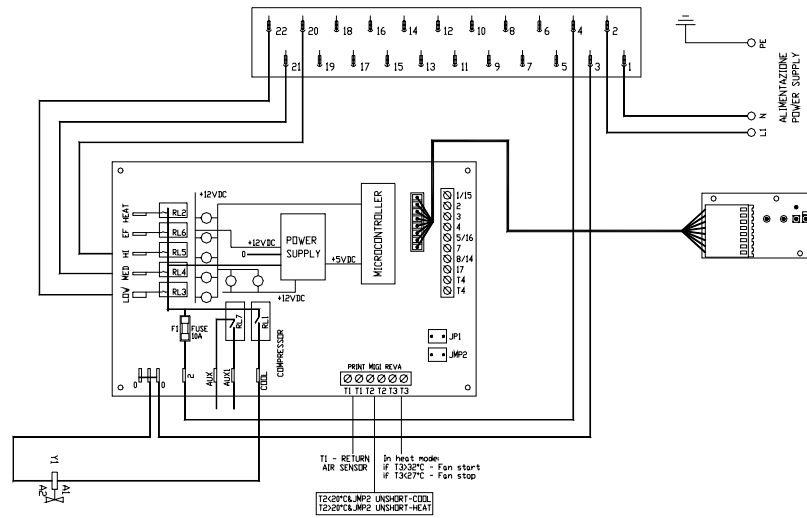 22 20 18 16 14 12 10 8 6 4 2
21 19 17 15 13 11 9 7 5 3 1
PE
N
L1
ALIMENTAZIONE
POWER SUPPLY
HEAT
EF
HI
MED
LOW
RL2
RL6
RL5
RL4
RL3
+12VDC
+12VDC
0
+12VDC
POWER
SUPPLY
+5VDC
MICROCONTROLLER
1/15
2
3
4
5/16
7
8/14
17
T4
T4
F1
FUSE
10A
RL7
RL1
COMPRESSOR
JP1
JMP2
0
0
2
AUX
AUX1
COOL
PRINT MIGI REVA
T1 T1 T2 T2 T3 T3
T1 - RETURN
AIR SENSOR
In heat mode:
if T3>32°C - Fan start
if T3<27°C - Fan stop
T2<20°C&JMP2 UNSHORT-COOL
T2>20°C&JMP2 UNSHORT-HEAT
Y1
A1
A2